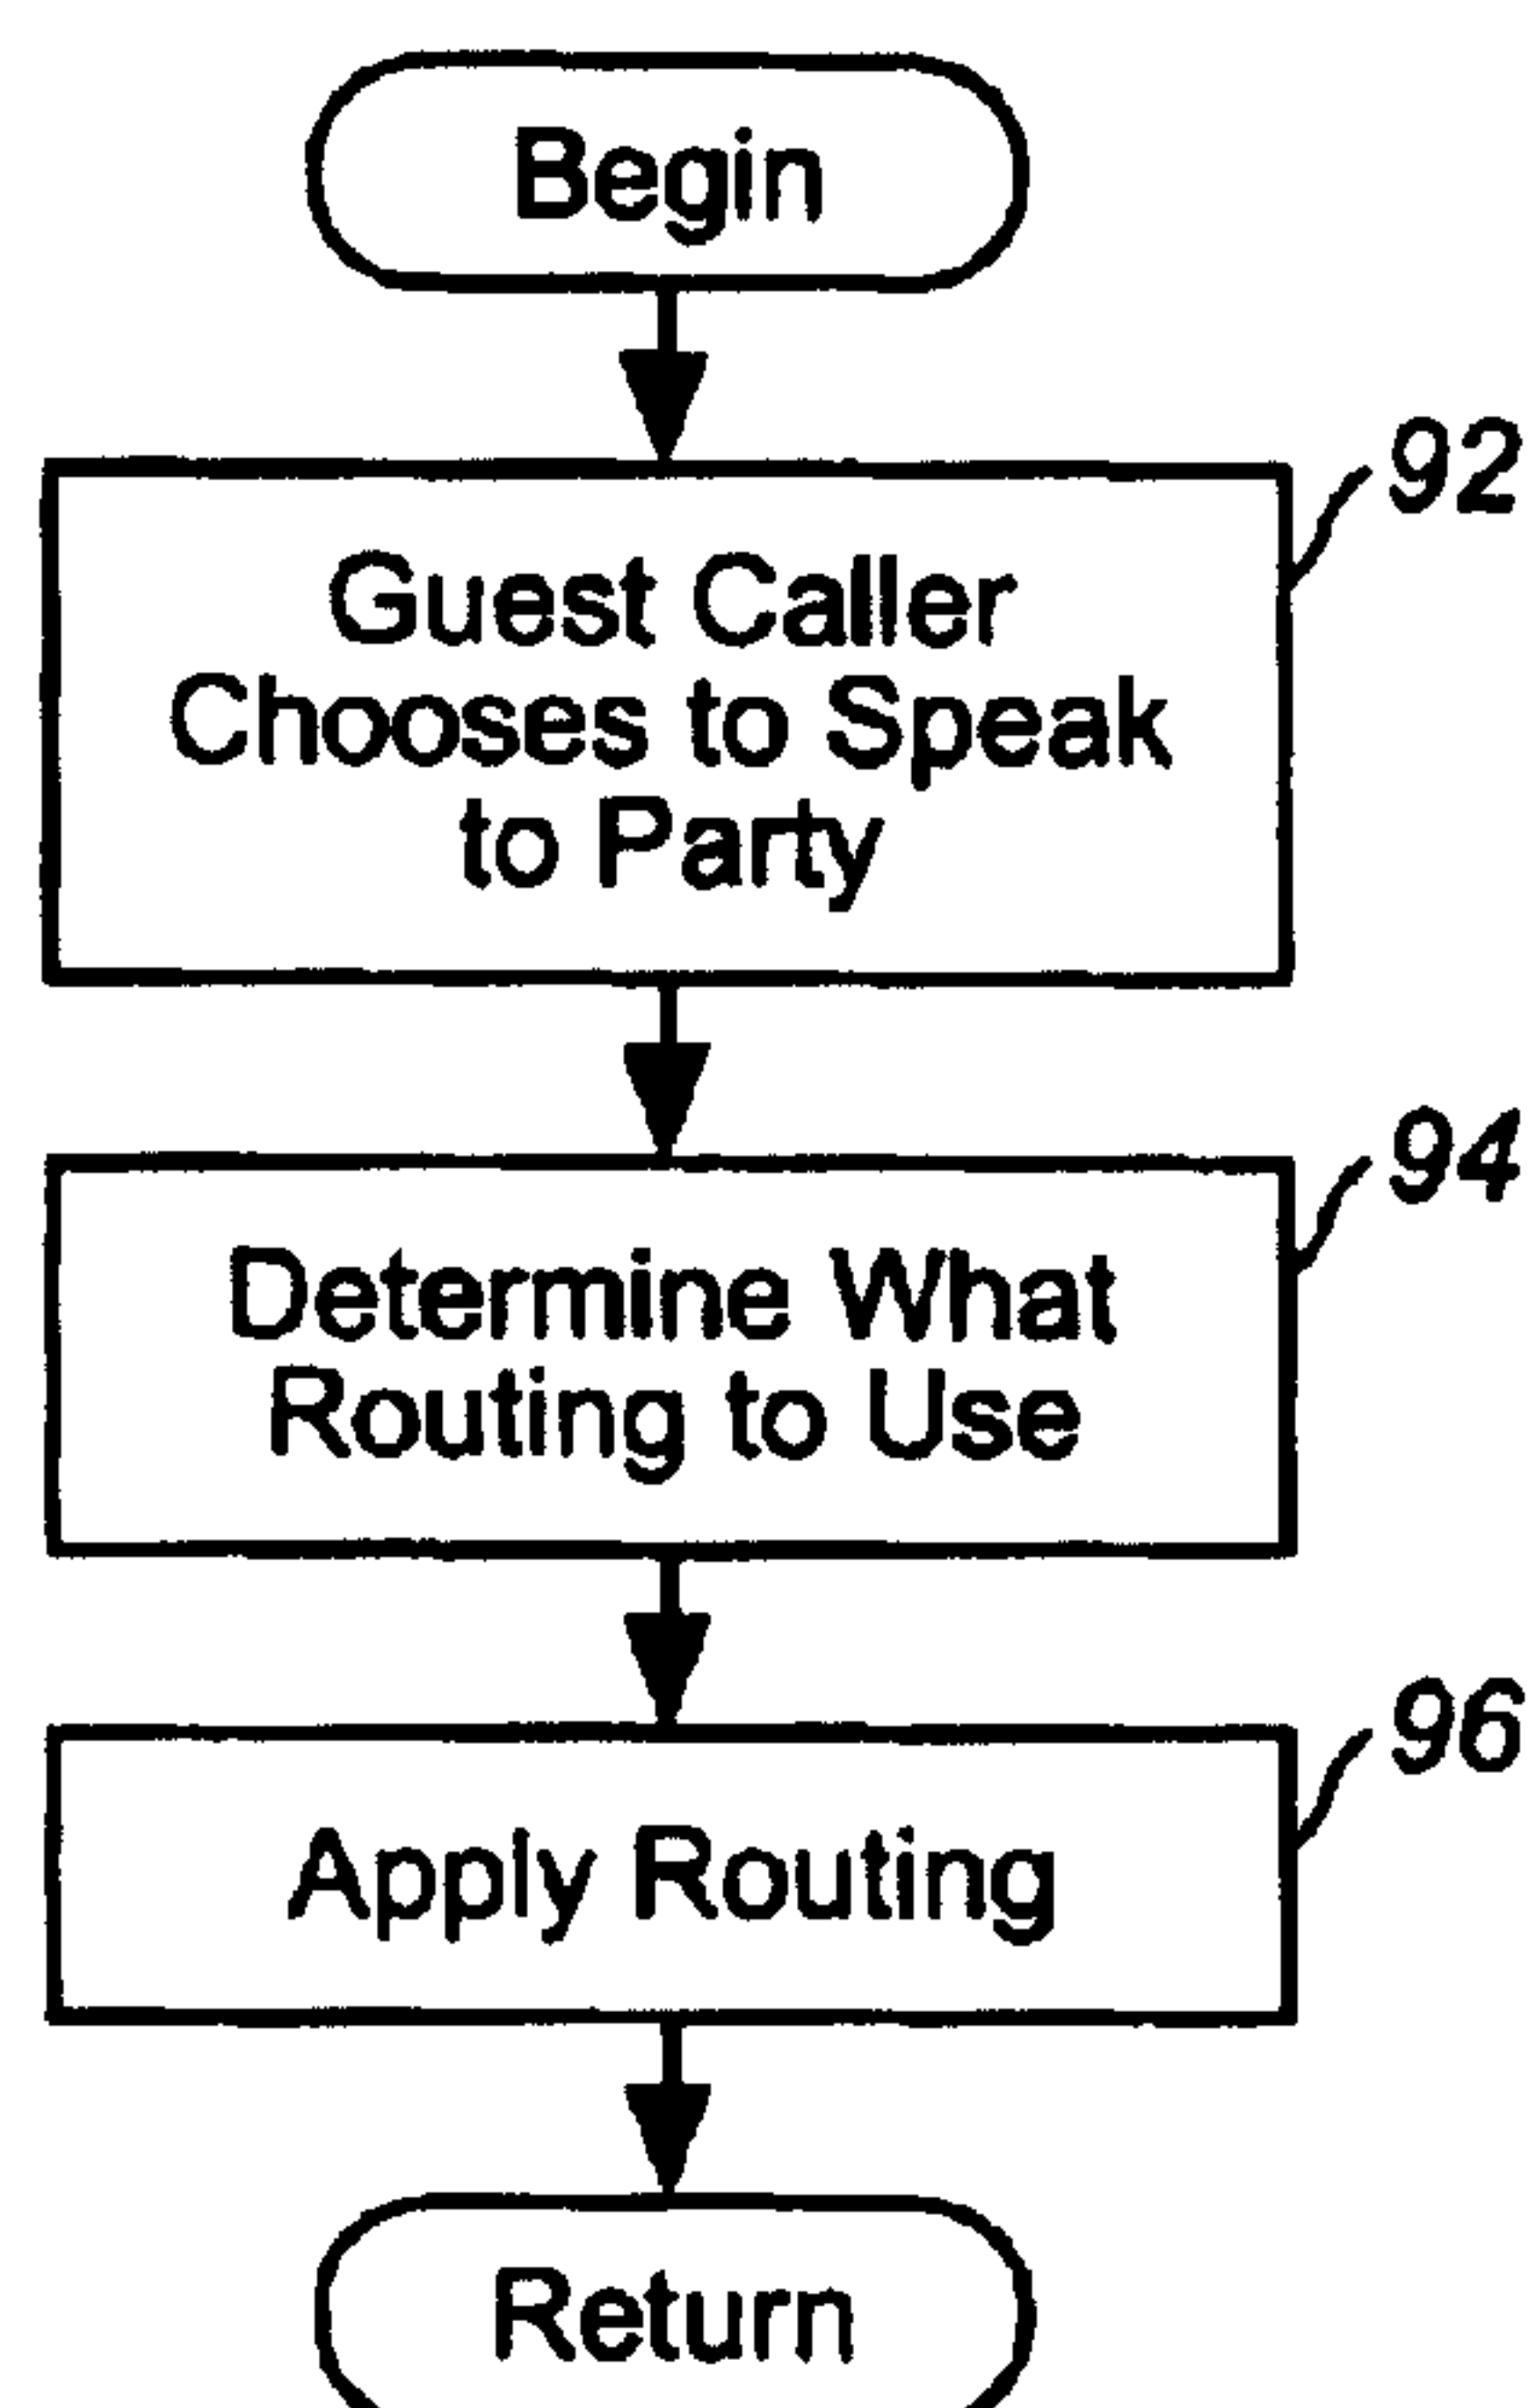 Begin
92
Guest Caller
Chooses to Speak
to Party
94
Determine What
Routing to Use
96
Apply Routing
Return